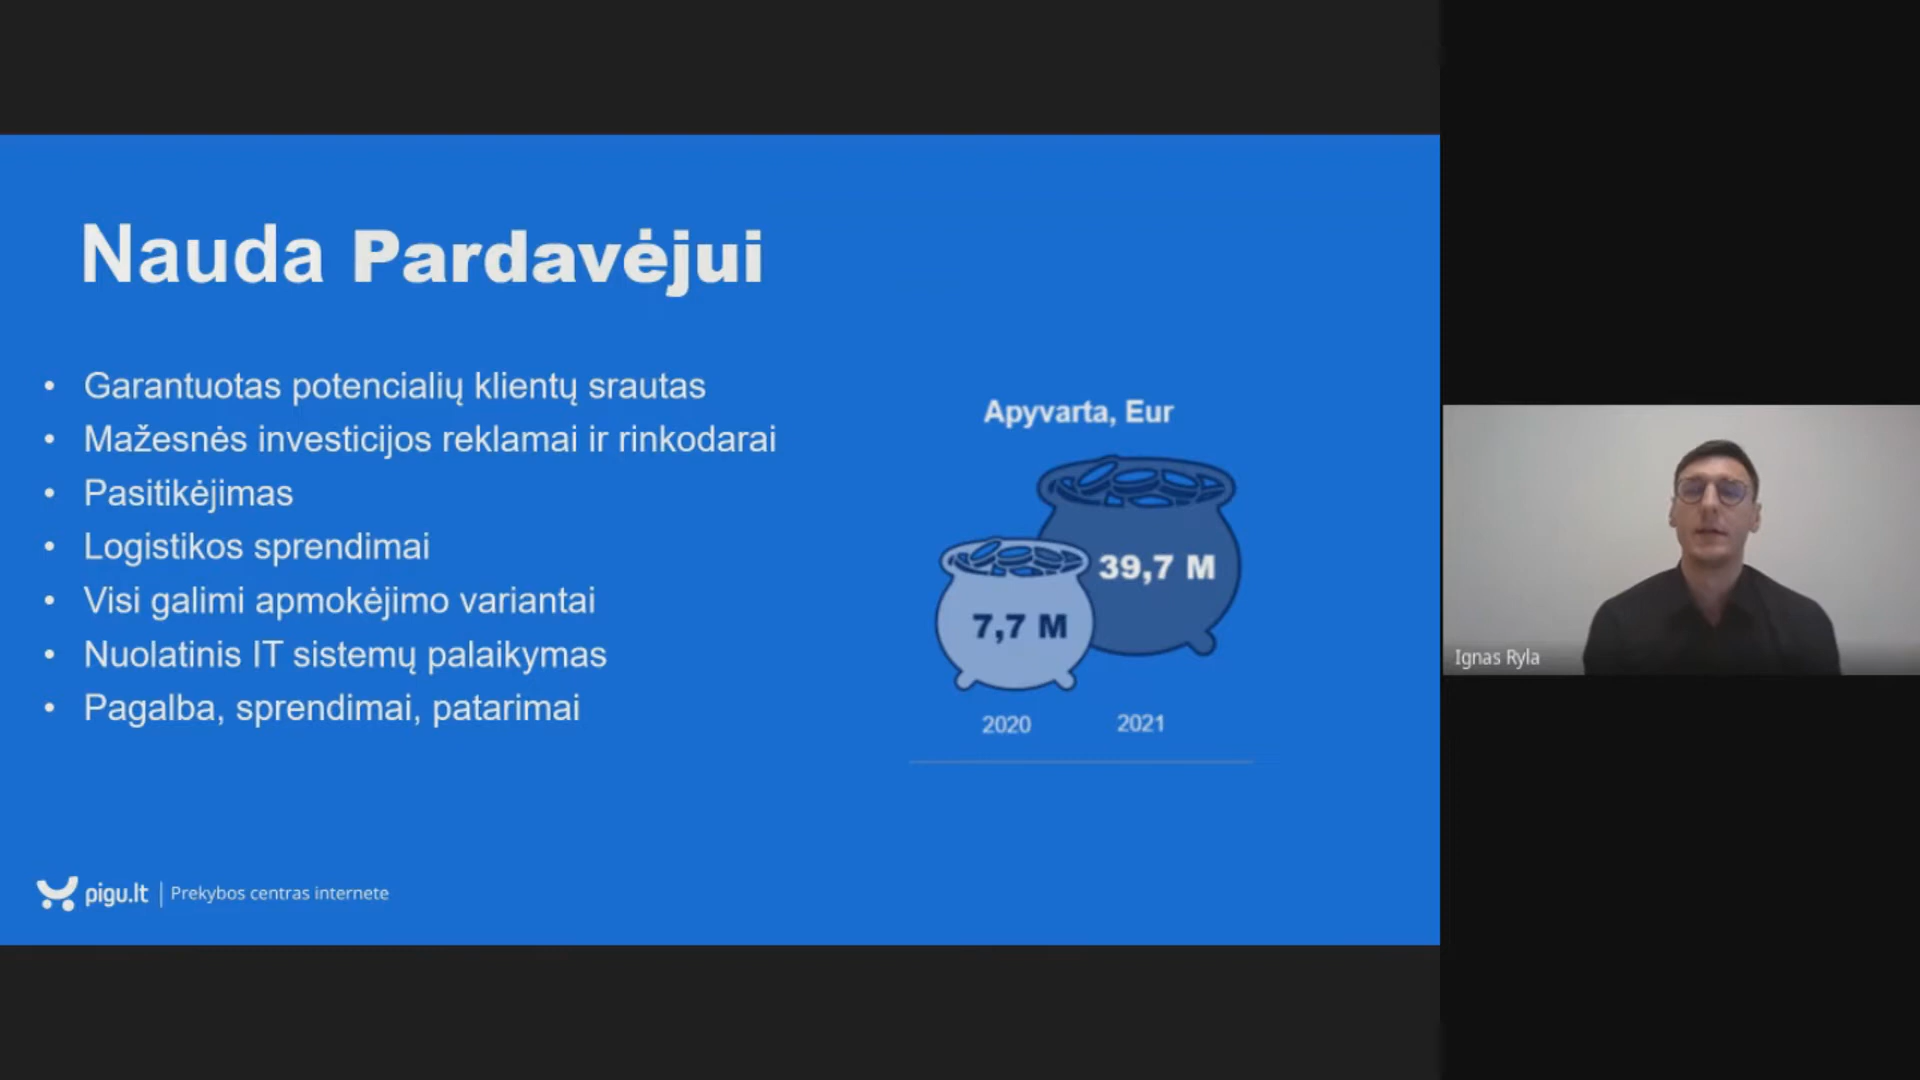 Nauda Pardavėjui
• Garantuotas potencialių klientų srautas
• Mažesnės investicijos reklamai ir rinkodarai
• Pasitikėjimas
• Logistikos sprendimai
• Visi galimi apmokėjimo variantai
• Nuolatinis IT sistemų palaikymas
• Pagalba, sprendimai, patarimai
Apyvarta, Eur
39,7 M
7,7 M
2020 2021
pigu.lt | Prekybos centras internete
Ignas Ryla